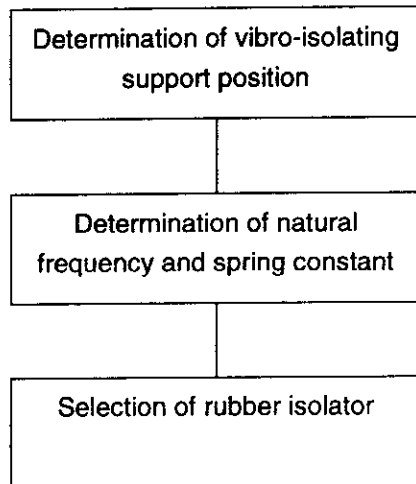 Determination of vibro-isolating
support position
Determination of natural
frequency and spring constant
Selection of rubber isolator